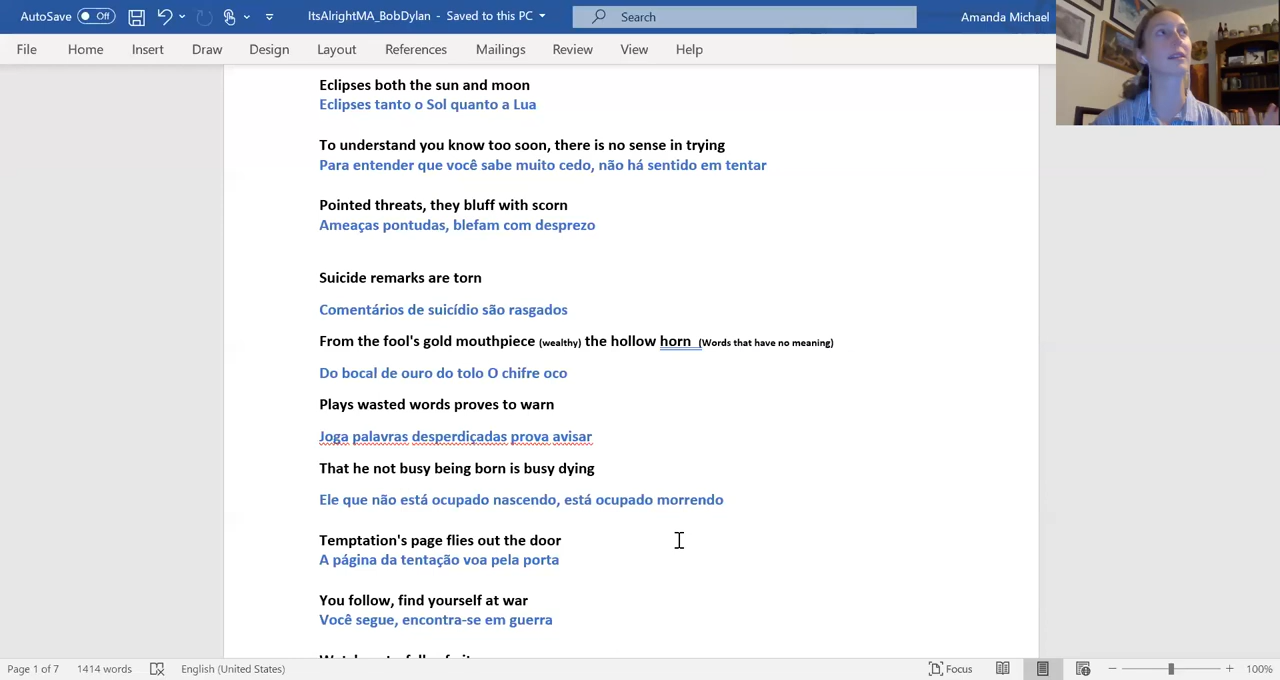 AutoSave Off ItsAlrightMA_BobDylan - Saved to this PC Search Amanda Michael
File Home Insert Draw Design Layout References Mailings Review View Help
Eclipses both the sun and moon
Eclipses tanto o Sol quanto a Lua
To understand you know too soon, there is no sense in trying
Para entender que você sabe muito cedo, não há sentido em tentar
Pointed threats, they bluff with scorn
Ameaças pontudas, blefam com desprezo
Suicide remarks are torn
Comentários de suicídio são rasgados
From the fool's gold mouthpiece (wealthy) the hollow horn (Words that have no meaning)
Do bocal de ouro do tolo O chifre oco
Plays wasted words proves to warn
Joga palavras desperdiçadas prova avisar
That he not busy being born is busy dying
Ele que não está ocupado nascendo, está ocupado morrendo
Temptation's page flies out the door
A página da tentação voa pela porta
You follow, find yourself at war
Você segue, encontra-se em guerra
Page 1 of 7 1414 words English (United States) Focus 100%